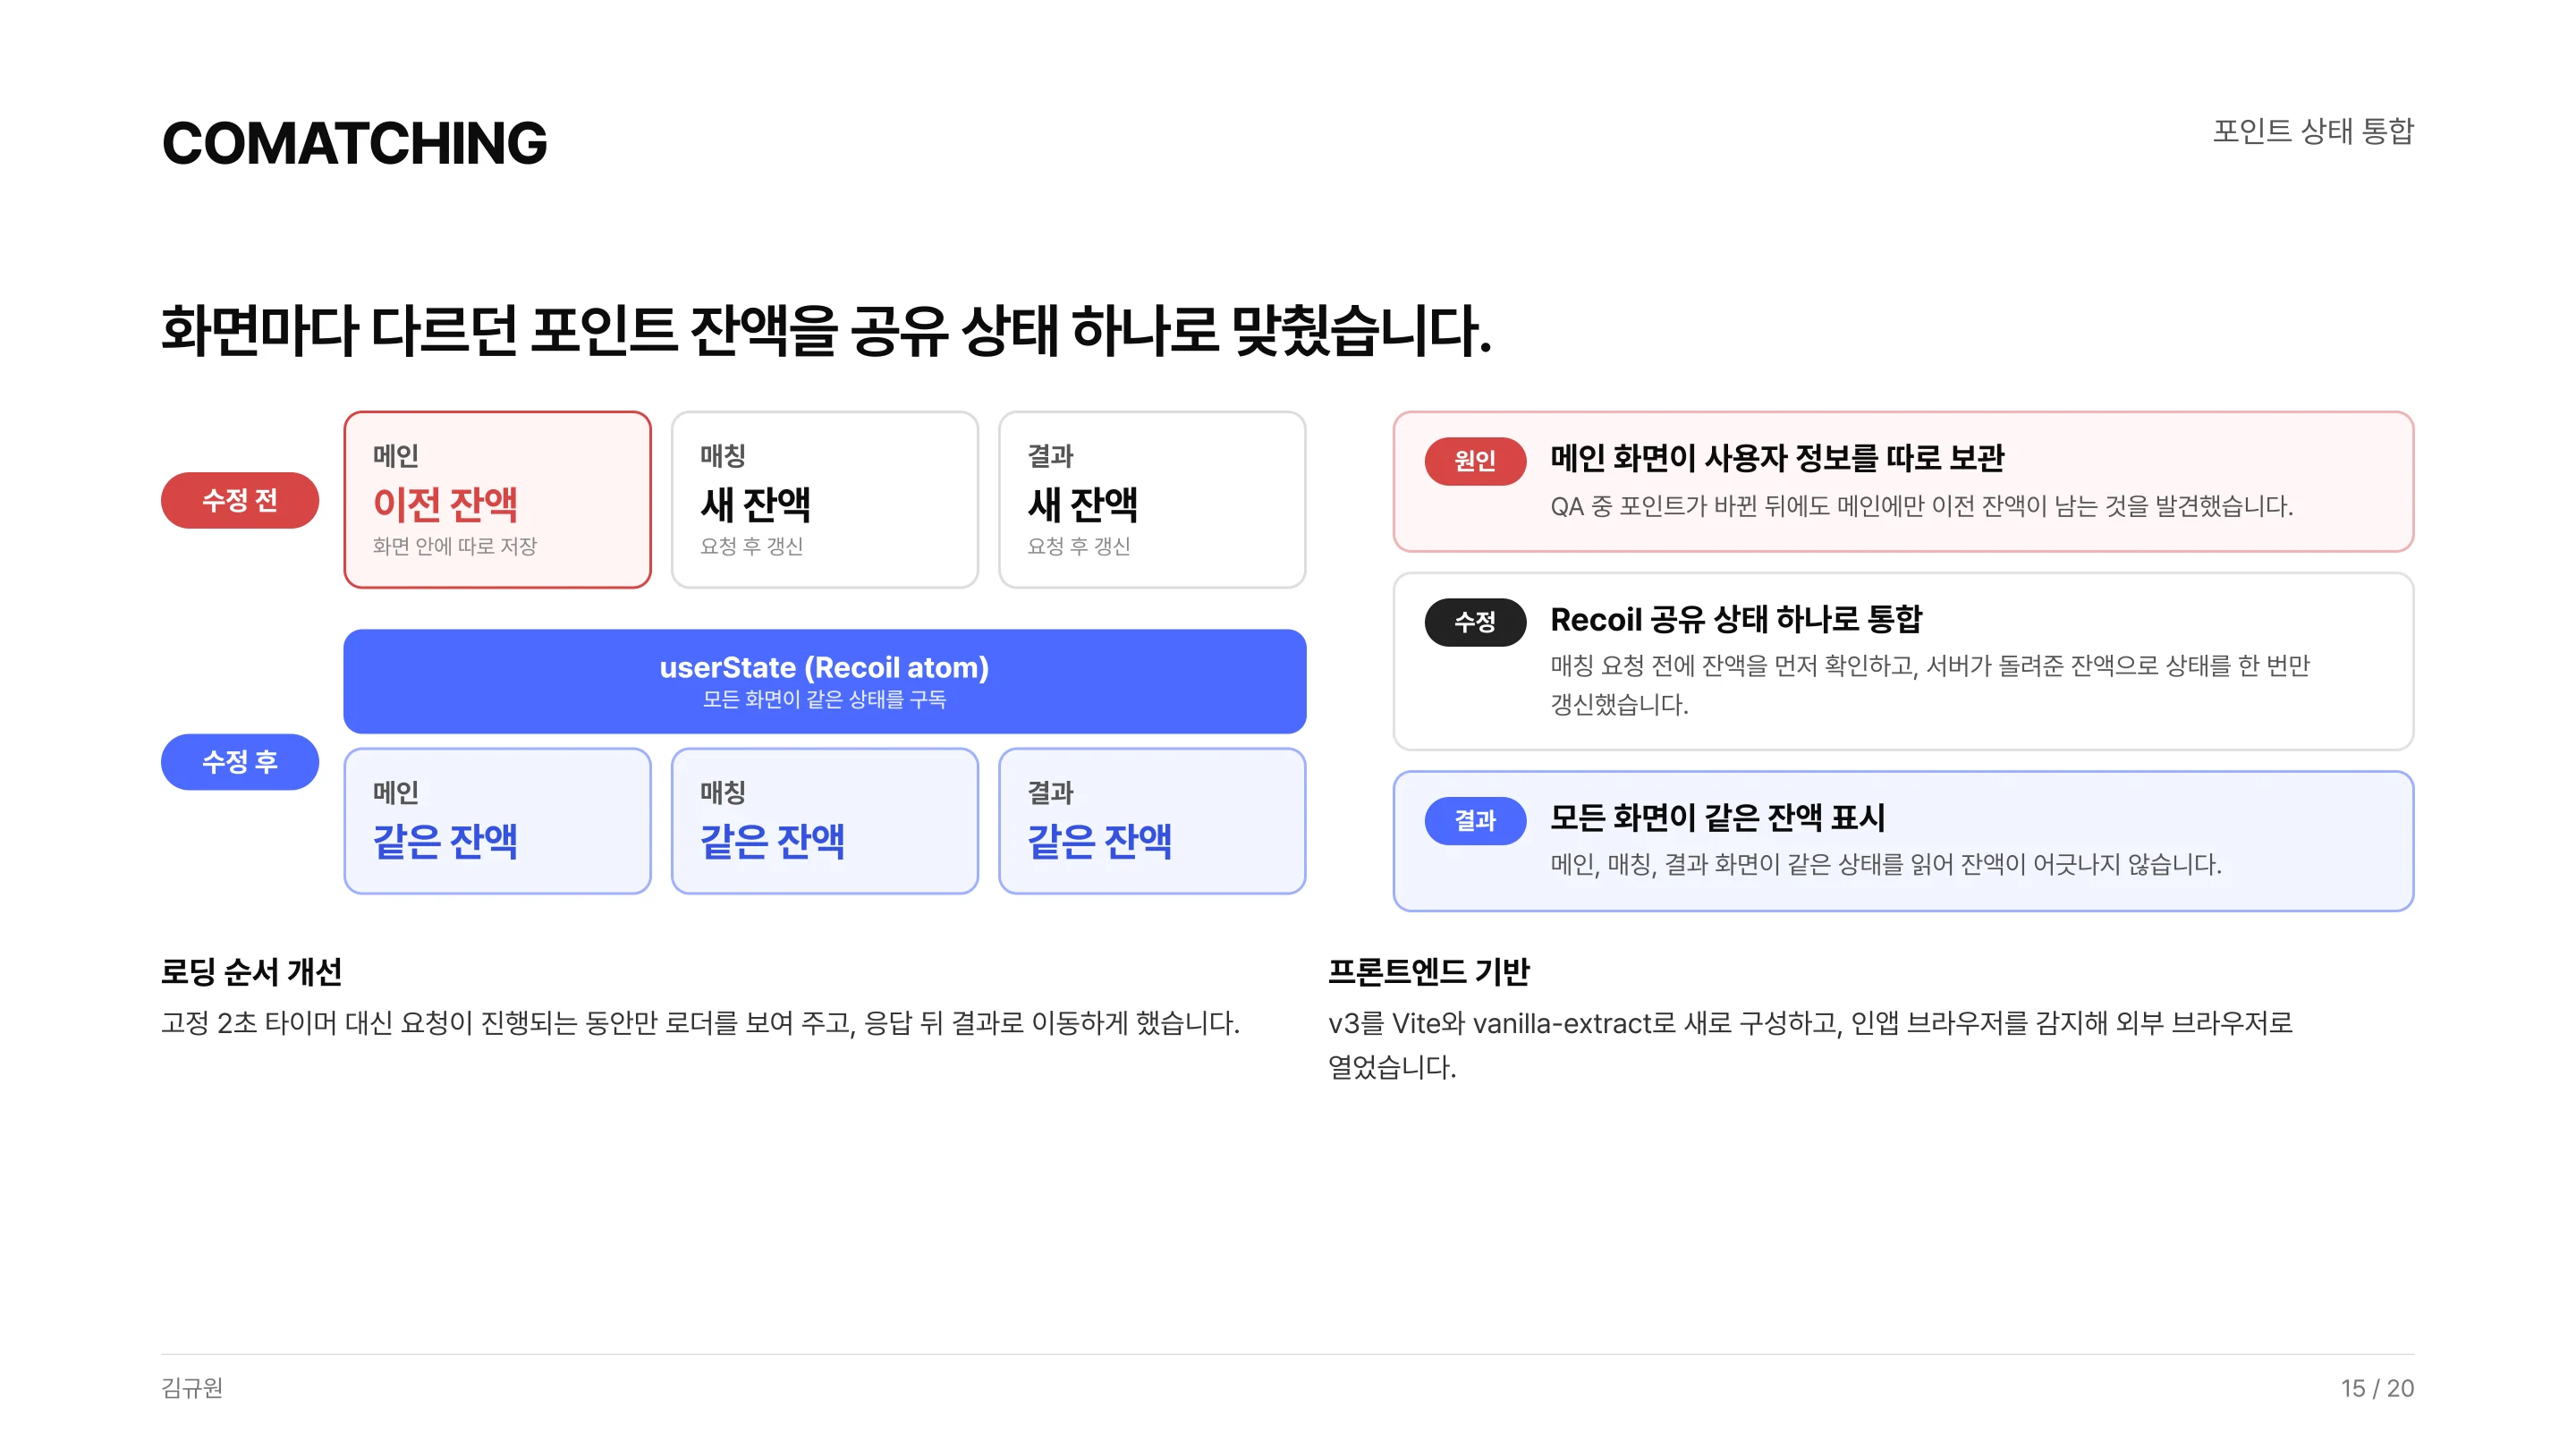 COMATCHING
포인트 상태 통합
화면마다 다르던 포인트 잔액을 공유 상태 하나로 맞췄습니다.
수정 전
메인
이전 잔액
화면 안에 따로 저장
매칭
새 잔액
요청 후 갱신
결과
새 잔액
요청 후 갱신
수정 후
userState (Recoil atom)
모든 화면이 같은 상태를 구독
메인
같은 잔액
매칭
같은 잔액
결과
같은 잔액
원인
메인 화면이 사용자 정보를 따로 보관
QA 중 포인트가 바뀐 뒤에도 메인에만 이전 잔액이 남는 것을 발견했습니다.
수정
Recoil 공유 상태 하나로 통합
매칭 요청 전에 잔액을 먼저 확인하고, 서버가 돌려준 잔액으로 상태를 한 번만
갱신했습니다.
결과
모든 화면이 같은 잔액 표시
메인, 매칭, 결과 화면이 같은 상태를 읽어 잔액이 어긋나지 않습니다.
로딩 순서 개선
고정 2초 타이머 대신 요청이 진행되는 동안만 로더를 보여 주고, 응답 뒤 결과로 이동하게 했습니다.
프론트엔드 기반
v3를 Vite와 vanilla-extract로 새로 구성하고, 인앱 브라우저를 감지해 외부 브라우저로
열었습니다.
김규원
15 / 20